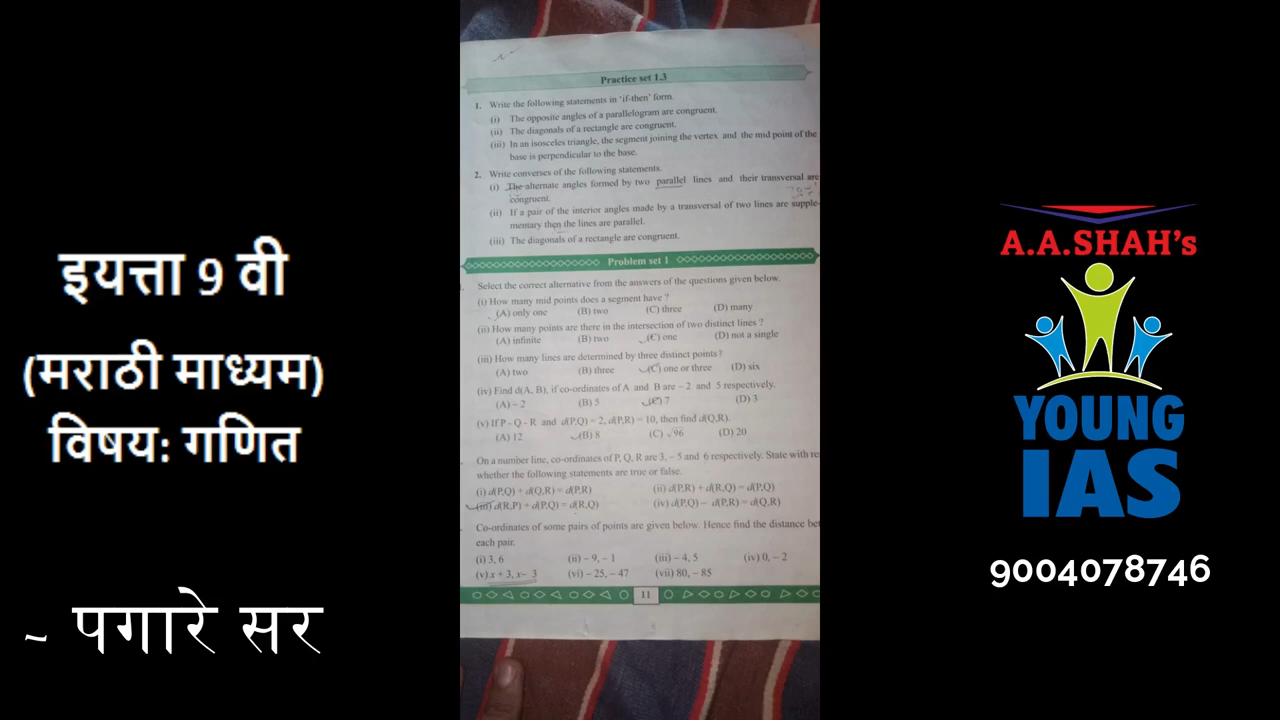 इयत्ता 9 वी
(मराठी माध्यम)
विषय: गणित
~ पगारे सर
Practice set 1.3
1. Write the following statements in 'if-then' form.
(i) The opposite angles of a parallelogram are congruent.
(ii) The diagonals of a rectangle are congruent.
(iii) In an isosceles triangle, the segment joining the vertex and the mid point of the
base is perpendicular to the base.
2. Write converses of the following statements.
(i) The alternate angles formed by two parallel lines and their transversal are
congruent.
(ii) If a pair of the interior angles made by a transversal of two lines are supple-
mentary then the lines are parallel.
(iii) The diagonals of a rectangle are congruent.
Problem set 1
Select the correct alternative from the answers of the questions given below.
(i) How many mid points does a segment have ?
(A) only one (B) two (C) three (D) many
(ii) How many points are there in the intersection of two distinct lines ?
(A) infinite (B) two (C) one (D) not a single
(iii) How many lines are determined by three distinct points ?
(A) two (B) three (C) one or three (D) six
(iv) Find d(A, B), if co-ordinates of A and B are - 2 and 5 respectively.
(A) - 2 (B) 5 (C) 7 (D) 3
(v) If P - Q - R and d(P,Q) = 2, d(P,R) = 10, then find d(Q,R).
(A) 12 (B) 8 (C) √96 (D) 20
On a number line, co-ordinates of P, Q, R are 3, - 5 and 6 respectively. State with re
whether the following statements are true or false.
(i) d(P,Q) + d(Q,R) = d(P,R) (ii) d(P,R) + d(R,Q) = d(P,Q)
(iii) d(R,P) + d(P,Q) = d(R,Q) (iv) d(P,Q) - d(P,R) = d(Q,R)
Co-ordinates of some pairs of points are given below. Hence find the distance bet
each pair.
(i) 3, 6 (ii) - 9, - 1 (iii) - 4, 5 (iv) 0, - 2
(v) x + 3, x - 3 (vi) - 25, - 47 (vii) 80, - 85
11
A.A.SHAH's
YOUNG
IAS
9004078746